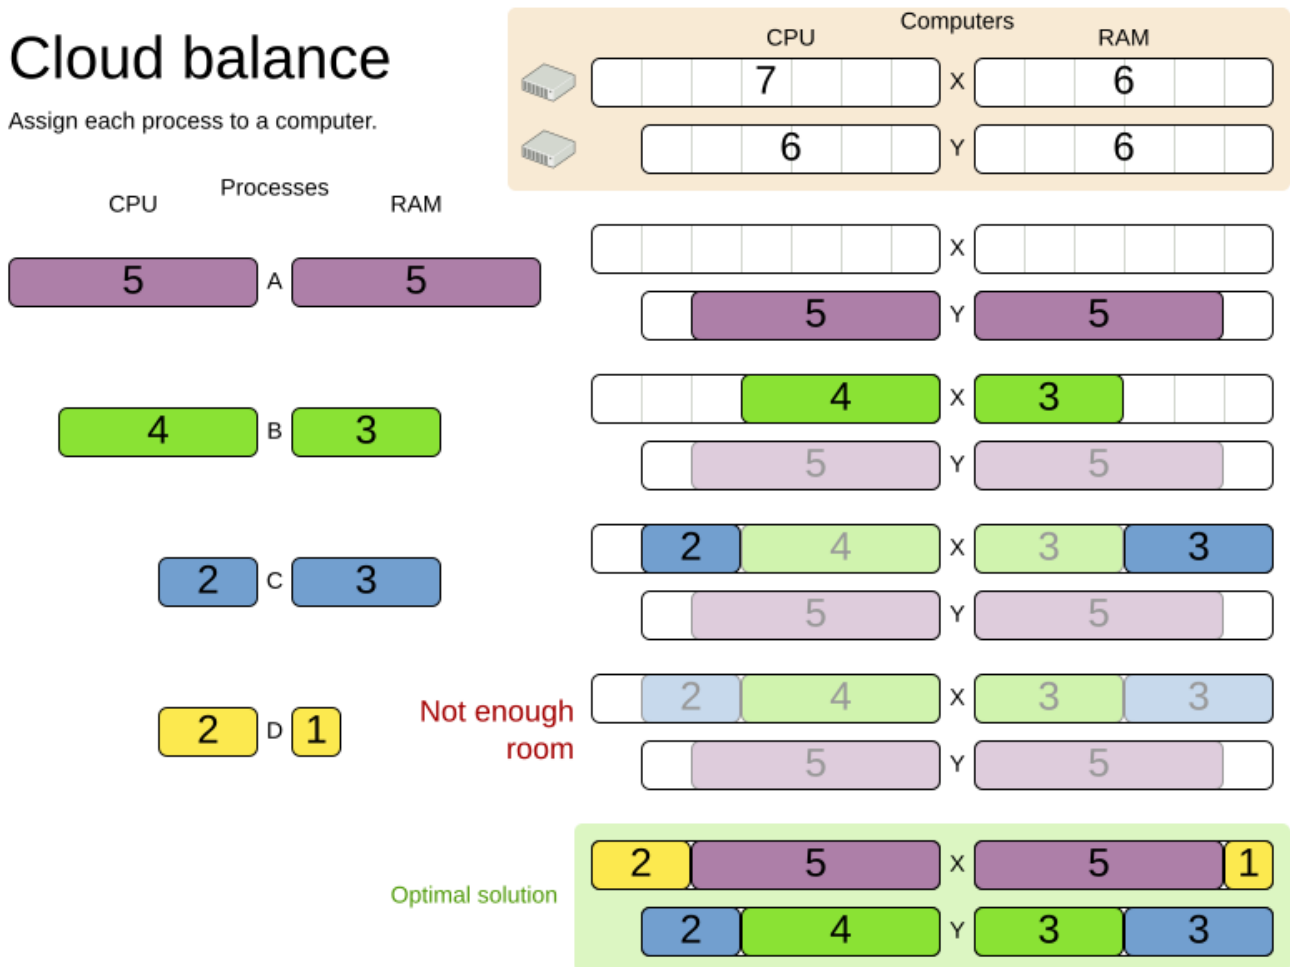 Cloud balance
Assign each process to a computer.
Computers
CPU RAM
7 X 6
6 Y 6
Processes
CPU RAM
5 A 5
X
5 Y 5
4 B 3
4 X 3
5 Y 5
2 C 3
2 4 X 3 3
5 Y 5
2 D 1
Not enough
room
2 4 X 3 3
5 Y 5
Optimal solution
2 5 X 5 1
2 4 Y 3 3